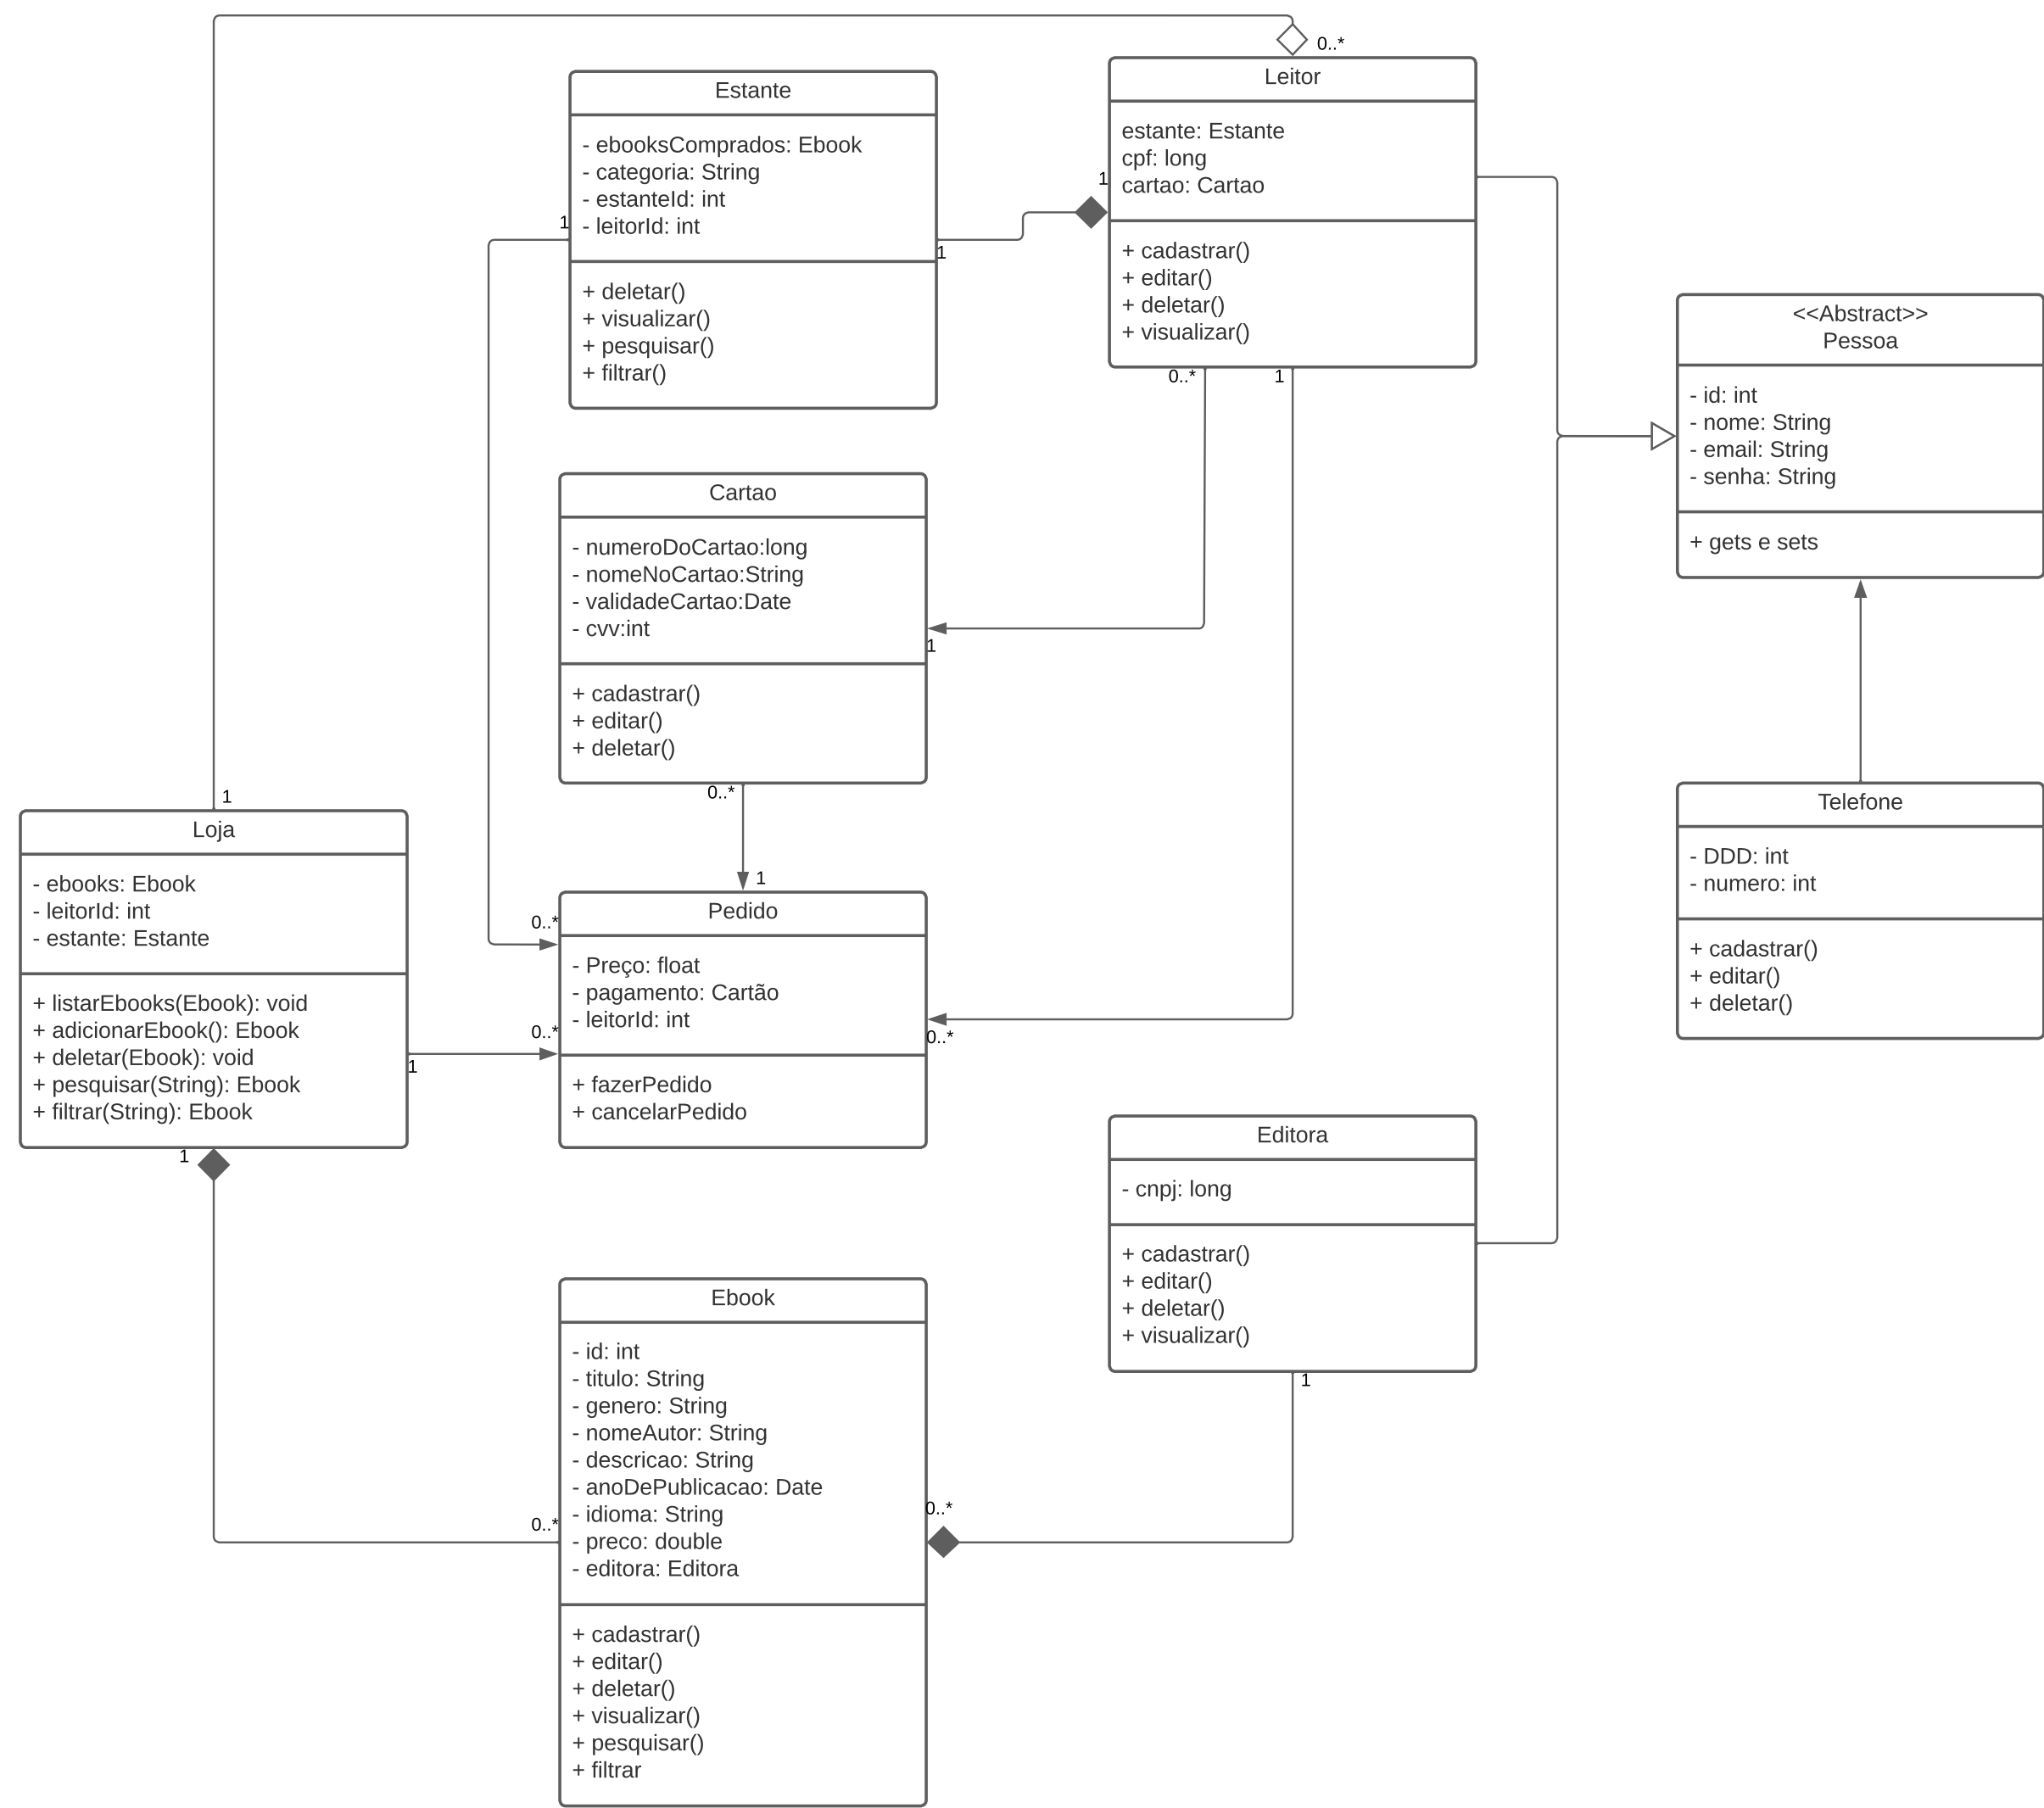 0..*
Leitor
estante: Estante
cpf: long
cartao: Cartao
+ cadastrar()
+ editar()
+ deletar()
+ visualizar()
1
0..*
1
Estante
- ebooksComprados: Ebook
- categoria: String
- estanteId: int
- leitorId: int
+ deletar()
+ visualizar()
+ pesquisar()
+ filtrar()
1
1
<<Abstract>>
Pessoa
- id: int
- nome: String
- email: String
- senha: String
+ gets e sets
Cartao
- numeroDoCartao:long
- nomeNoCartao:String
- validadeCartao:Date
- cvv:int
+ cadastrar()
+ editar()
+ deletar()
1
0..*
Telefone
- DDD: int
- numero: int
+ cadastrar()
+ editar()
+ deletar()
1
Loja
- ebooks: Ebook
- leitorId: int
- estante: Estante
+ listarEbooks(Ebook): void
+ adicionarEbook(): Ebook
+ deletar(Ebook): void
+ pesquisar(String): Ebook
+ filtrar(String): Ebook
1
1
1
0..*
0..*
0..*
Pedido
- Preço: float
- pagamento: Cartão
- leitorId: int
+ fazerPedido
+ cancelarPedido
Editora
- cnpj: long
+ cadastrar()
+ editar()
+ deletar()
+ visualizar()
1
Ebook
- id: int
- titulo: String
- genero: String
- nomeAutor: String
- descricao: String
- anoDePublicacao: Date
- idioma: String
- preco: double
- editora: Editora
+ cadastrar()
+ editar()
+ deletar()
+ visualizar()
+ pesquisar()
+ filtrar
0..*
0..*